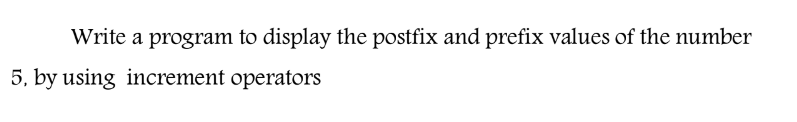 Write a program to display the postfix and prefix values of the number
5, by using increment operators